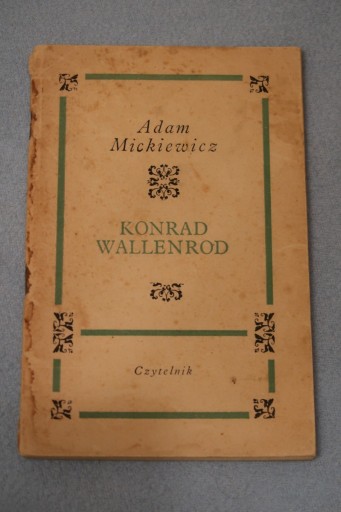 Adam
Mickiewicz
KONRAD
WALLENROD
Czytelnik